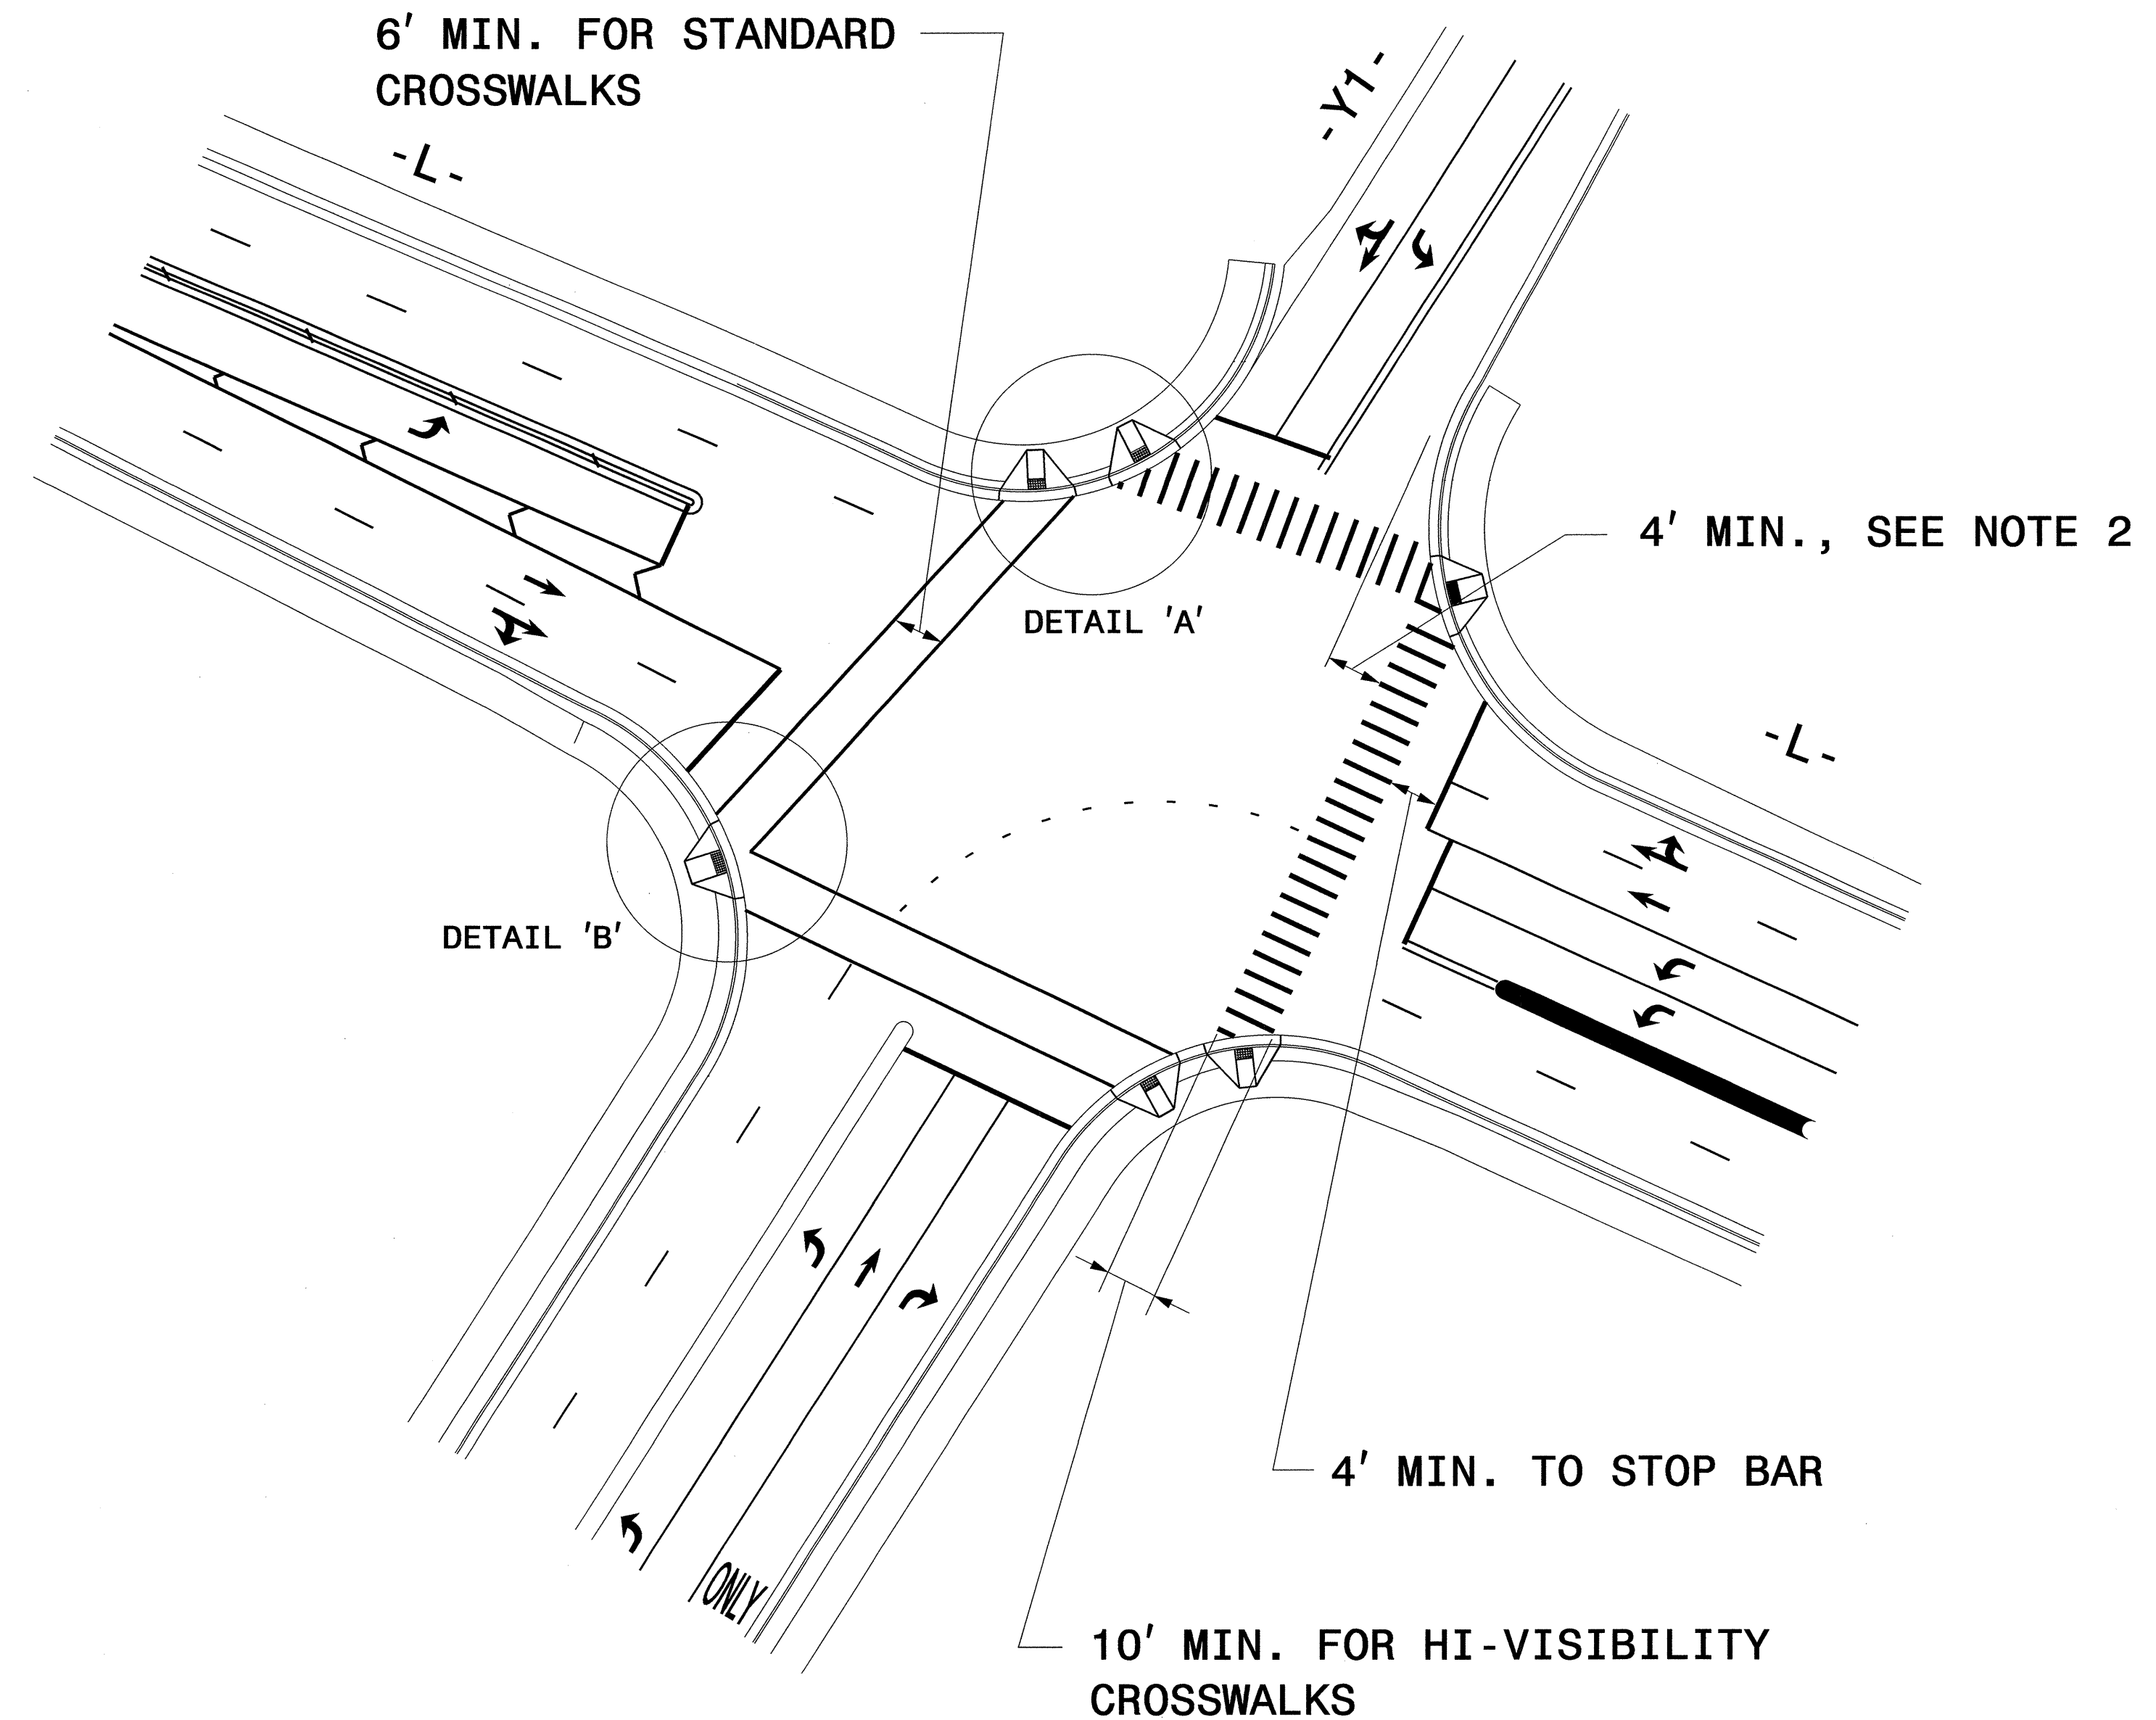 6' MIN. FOR STANDARD
CROSSWALKS
-Y1-
-L-
4' MIN., SEE NOTE 2
DETAIL 'A'
-L-
DETAIL 'B'
4' MIN. TO STOP BAR
ONLY
10' MIN. FOR HI-VISIBILITY
CROSSWALKS